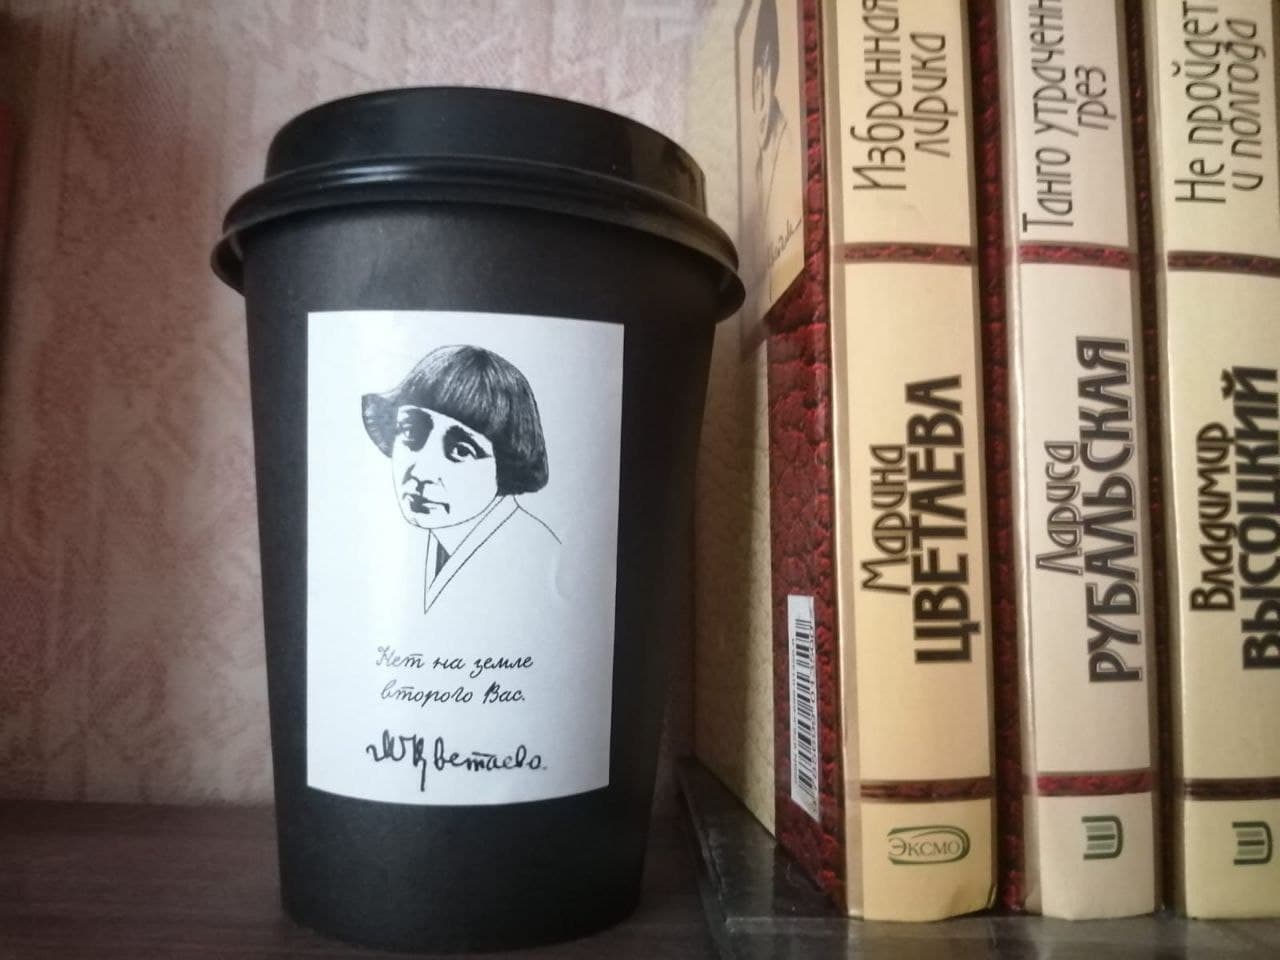 Нет на земле
второго Вас.
МЦветаева.
Избранная
лирика
Марина
ЦВЕТАЕВА
ЭКСМО
Танго утраченн
грез
Лариса
РУБАЛЬСКАЯ
Не пройдет
и полгода
Владимир
ВЫСОЦКИЙ